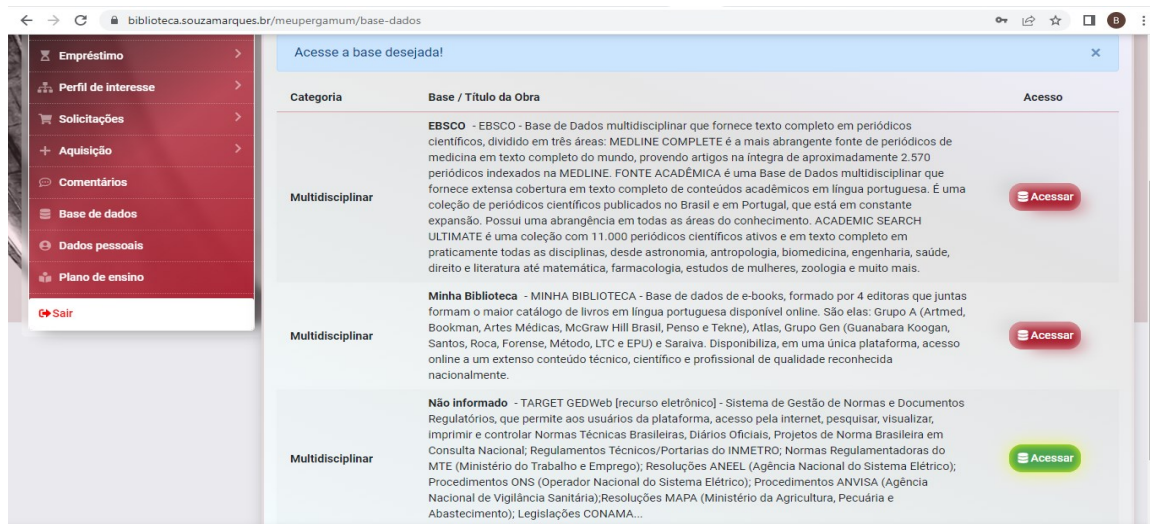 biblioteca.souzamarques.br/meupergamum/base-dados
B
Empréstimo
Perfil de interesse
Solicitações
Aquisição
Comentários
Base de dados
Dados pessoais
Plano de ensino
Sair
Acesse a base desejada!
Categoria Base / Título da Obra Acesso
EBSCO - EBSCO - Base de Dados multidisciplinar que fornece texto completo em periódicos
científicos, dividido em três áreas: MEDLINE COMPLETE é a mais abrangente fonte de periódicos de
medicina em texto completo do mundo, provendo artigos na íntegra de aproximadamente 2.570
periódicos indexados na MEDLINE. FONTE ACADÊMICA é uma Base de Dados multidisciplinar que
fornece extensa cobertura em texto completo de conteúdos acadêmicos em língua portuguesa. É uma
Multidisciplinar
coleção de periódicos científicos publicados no Brasil e em Portugal, que está em constante
Acessar
expansão. Possui uma abrangência em todas as áreas do conhecimento. ACADEMIC SEARCH
ULTIMATE é uma coleção com 11.000 periódicos científicos ativos e em texto completo em
praticamente todas as disciplinas, desde astronomia, antropologia, biomedicina, engenharia, saúde,
direito e literatura até matemática, farmacologia, estudos de mulheres, zoologia e muito mais.
Minha Biblioteca - MINHA BIBLIOTECA - Base de dados de e-books, formado por 4 editoras que juntas
formam o maior catálogo de livros em língua portuguesa disponível online. São elas: Grupo A (Artmed,
Bookman, Artes Médicas, McGraw Hill Brasil, Penso e Tekne), Atlas, Grupo Gen (Guanabara Koogan,
Multidisciplinar
Santos, Roca, Forense, Método, LTC e EPU) e Saraiva. Disponibiliza, em uma única plataforma, acesso
Acessar
online a um extenso conteúdo técnico, científico e profissional de qualidade reconhecida
nacionalmente.
Não informado - TARGET GEDWeb [recurso eletrônico] - Sistema de Gestão de Normas e Documentos
Regulatórios, que permite aos usuários da plataforma, acesso pela internet, pesquisar, visualizar,
imprimir e controlar Normas Técnicas Brasileiras, Diários Oficiais, Projetos de Norma Brasileira em
Consulta Nacional; Regulamentos Técnicos/Portarias do INMETRO; Normas Regulamentadoras do
Multidisciplinar
MTE (Ministério do Trabalho e Emprego); Resoluções ANEEL (Agência Nacional do Sistema Elétrico);
Acessar
Procedimentos ONS (Operador Nacional do Sistema Elétrico); Procedimentos ANVISA (Agência
Nacional de Vigilância Sanitária);Resoluções MAPA (Ministério da Agricultura, Pecuária e
Abastecimento); Legislações CONAMA...